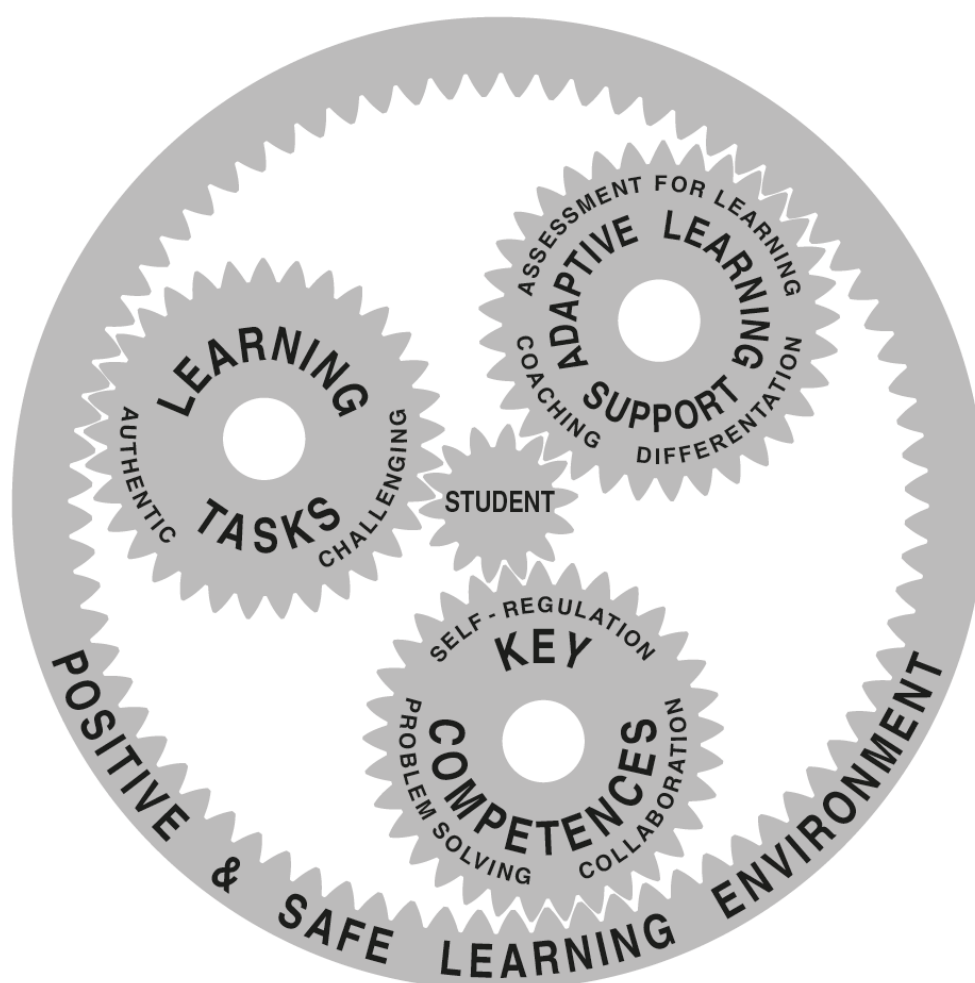 ASSESSMENT FOR LEARNING
ADAPTIVE LEARNING
SUPPORT
COACHING
DIFFERENTATION
LEARNING
TASKS
AUTHENTIC
CHALLENGING
STUDENT
SELF-REGULATION
KEY
COMPETENCES
PROBLEM SOLVING
COLLABORATION
POSITIVE & SAFE LEARNING ENVIRONMENT